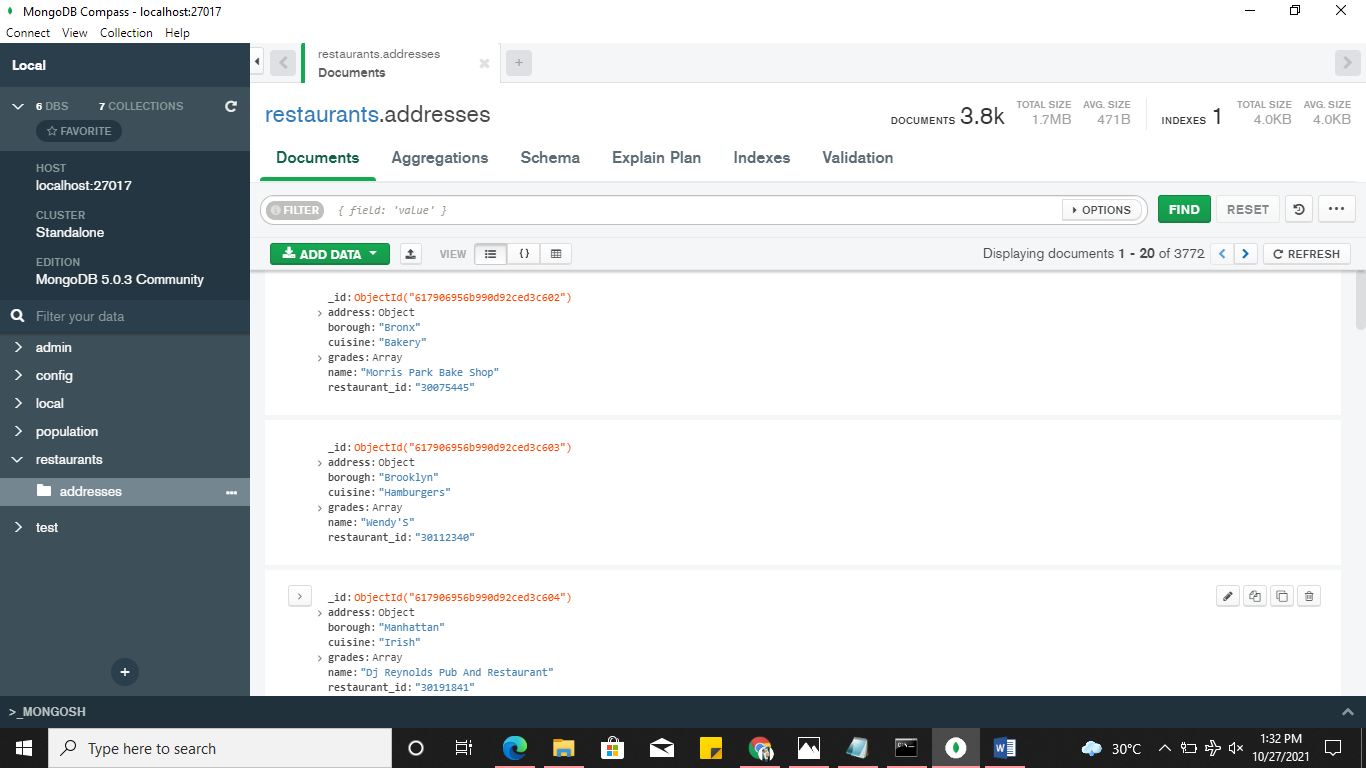 MongoDB Compass - localhost:27017
Connect View Collection Help
Local
6 DBS 7 COLLECTIONS
FAVORITE
HOST
localhost:27017
CLUSTER
Standalone
EDITION
MongoDB 5.0.3 Community
Filter your data
admin
config
local
population
restaurants
addresses
test
restaurants.addresses
Documents
restaurants.addresses
DOCUMENTS 3.8k
TOTAL SIZE
1.7MB
AVG. SIZE
471B
INDEXES 1
TOTAL SIZE
4.0KB
AVG. SIZE
4.0KB
Documents Aggregations Schema Explain Plan Indexes Validation
FILTER { field: 'value' } OPTIONS FIND RESET
ADD DATA VIEW Displaying documents 1 - 20 of 3772 REFRESH
_id: ObjectId("617906956b990d92ced3c602")
address: Object
borough: "Bronx"
cuisine: "Bakery"
grades: Array
name: "Morris Park Bake Shop"
restaurant_id: "30075445"
_id: ObjectId("617906956b990d92ced3c603")
address: Object
borough: "Brooklyn"
cuisine: "Hamburgers"
grades: Array
name: "Wendy'S"
restaurant_id: "30112340"
_id: ObjectId("617906956b990d92ced3c604")
address: Object
borough: "Manhattan"
cuisine: "Irish"
grades: Array
name: "Dj Reynolds Pub And Restaurant"
restaurant_id: "30191841"
>_MONGOSH
Type here to search
30°C
1:32 PM
10/27/2021